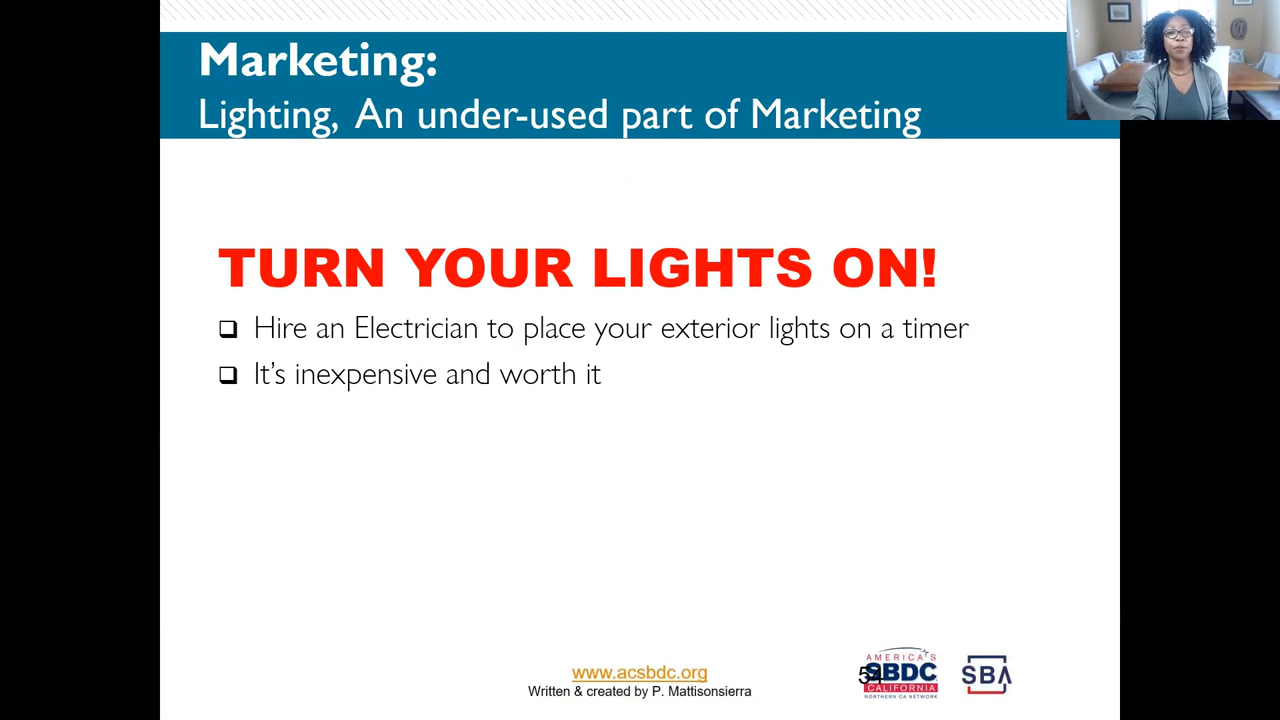 Marketing:
Lighting, An under-used part of Marketing
TURN YOUR LIGHTS ON!
Hire an Electrician to place your exterior lights on a timer
It's inexpensive and worth it
www.acsbdc.org
Written & created by P. Mattisonsierra
54
AMERICA'S
SBDC
CALIFORNIA
NORTHERN CA NETWORK
SBA